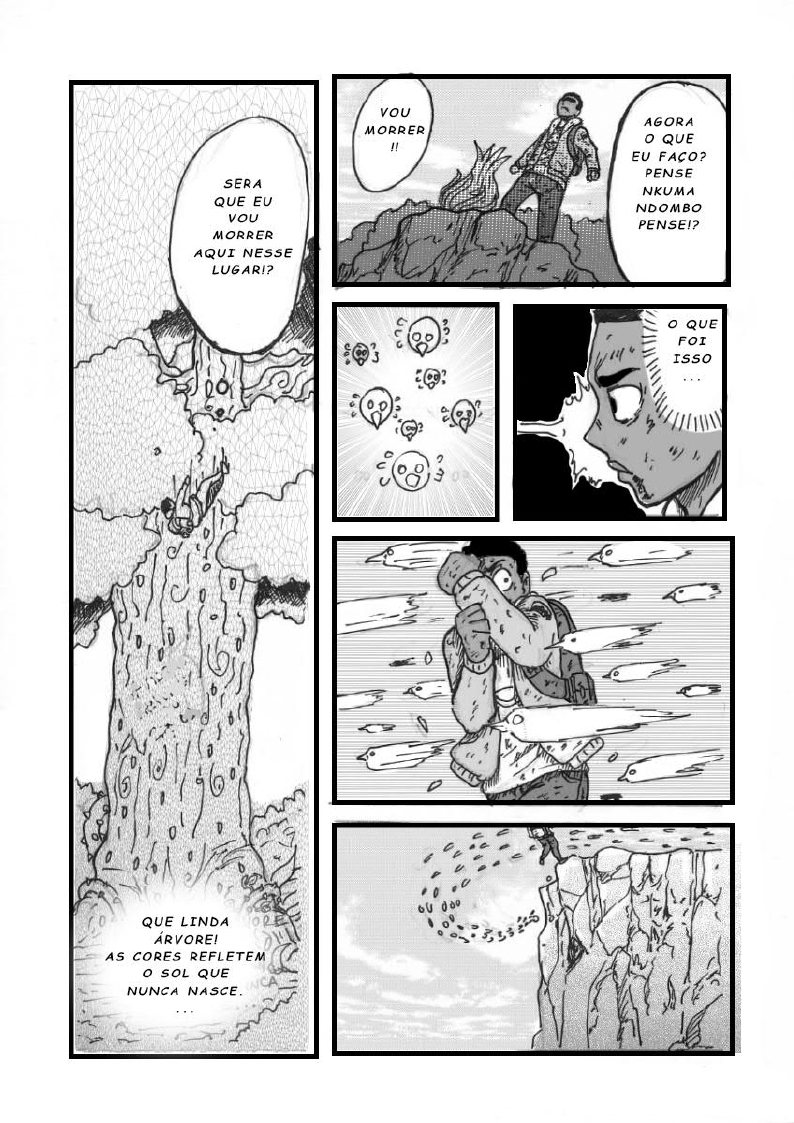 AGORA
O QUE
EU FAÇO?
PENSE
NKUMA
NDOMBO
PENSE!?
VOU
MORRER
!!
O QUE
FOI
ISSO
...
SERA
QUE EU
VOU
MORRER
AQUI NESSE
LUGAR!?
QUE LINDA
ÁRVORE!
AS CORES REFLETEM
O SOL QUE
NUNCA NASCE.
...